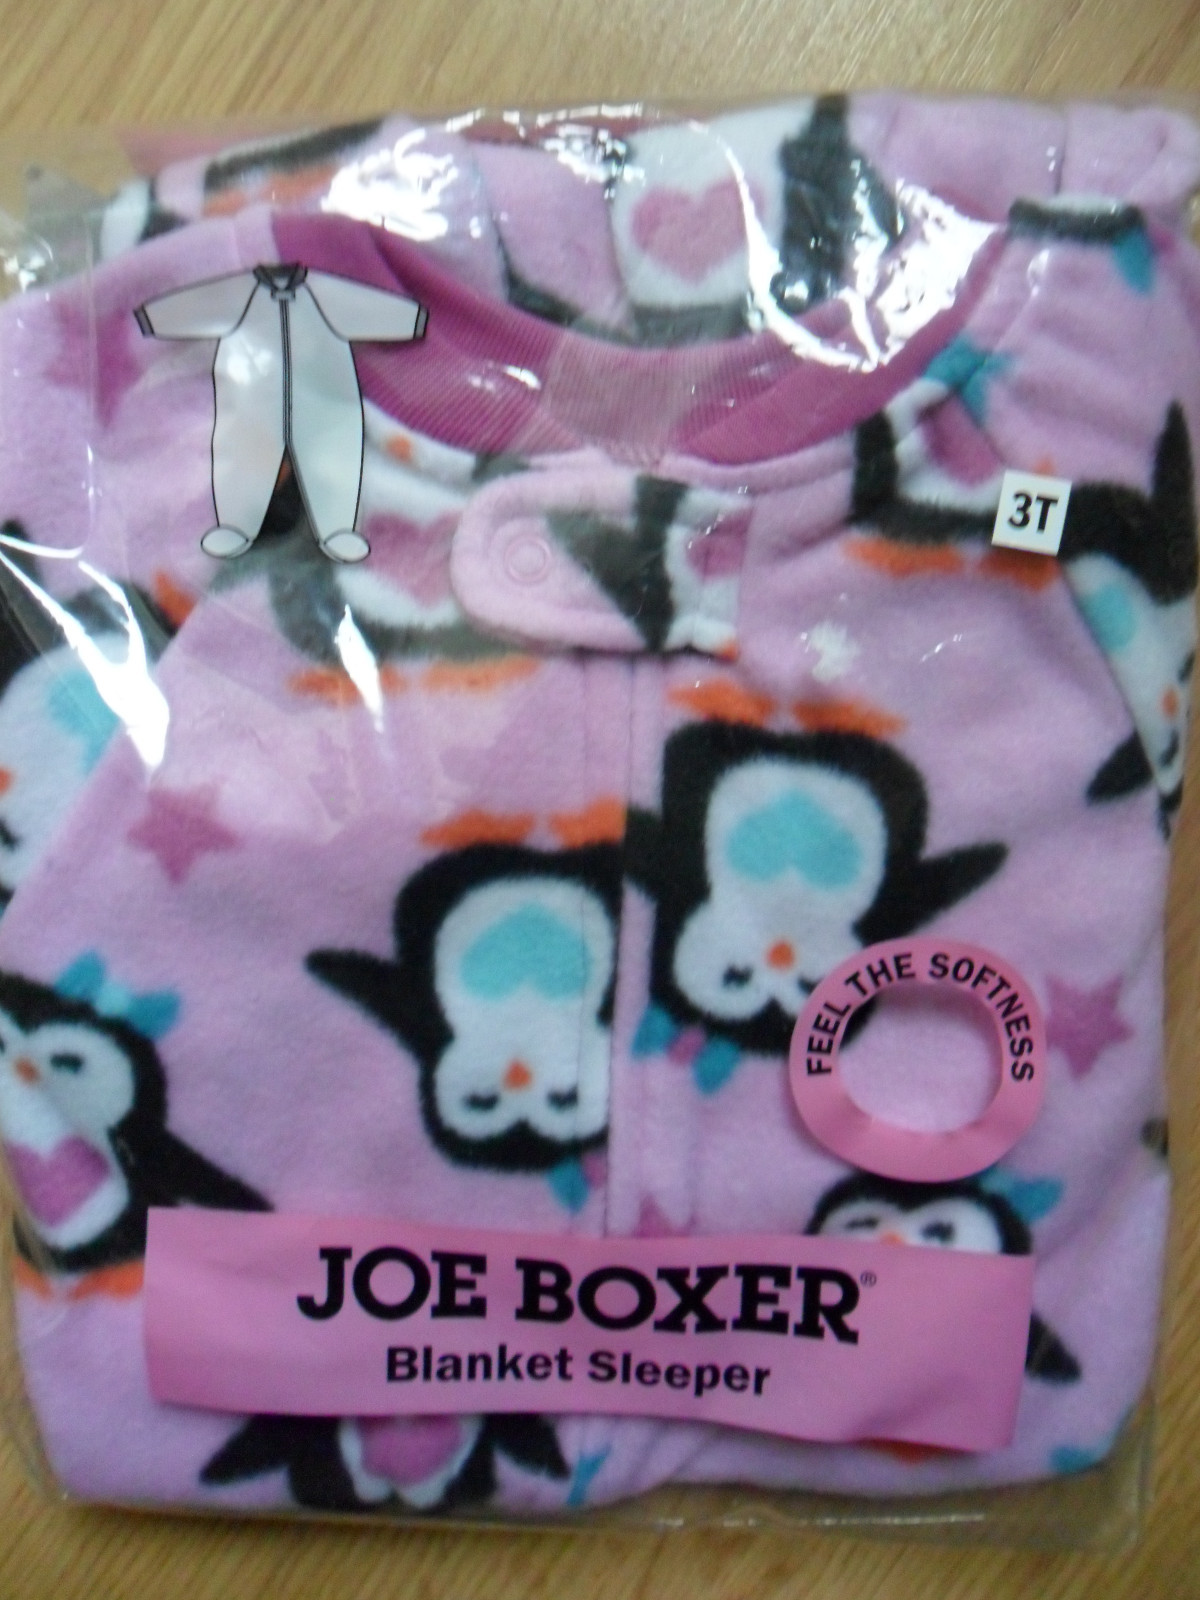 3T
FEEL THE SOFTNESS
JOE BOXER®
Blanket Sleeper